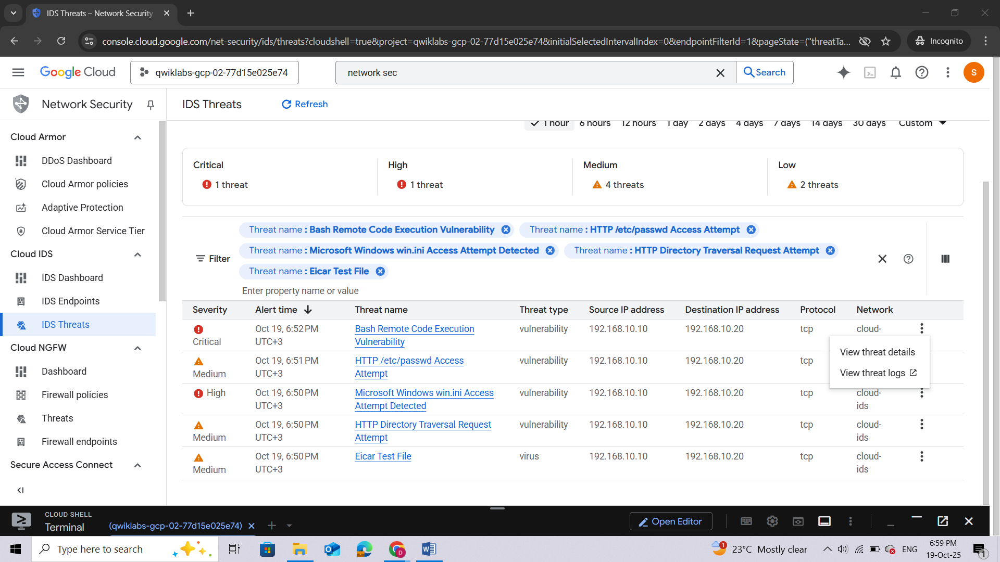 IDS Threats – Network Security
console.cloud.google.com/net-security/ids/threats?cloudshell=true&project=qwiklabs-gcp-02-77d15e025e74&initialSelectedIntervalIndex=0&endpointFilterId=1&pageState=("threatTa...
Incognito
Google Cloud
qwiklabs-gcp-02-77d15e025e74
network sec
Search
S
Network Security
IDS Threats
Refresh
1 hour 6 hours 12 hours 1 day 2 days 4 days 7 days 14 days 30 days Custom
Cloud Armor
DDoS Dashboard
Cloud Armor policies
Adaptive Protection
Cloud Armor Service Tier
Cloud IDS
IDS Dashboard
IDS Endpoints
IDS Threats
Cloud NGFW
Dashboard
Firewall policies
Threats
Firewall endpoints
Secure Access Connect
Critical High Medium Low
1 threat 1 threat 4 threats 2 threats
Filter
Threat name : Bash Remote Code Execution Vulnerability Threat name : HTTP /etc/passwd Access Attempt
Threat name : Microsoft Windows win.ini Access Attempt Detected Threat name : HTTP Directory Traversal Request Attempt
Threat name : Eicar Test File
Enter property name or value
Severity Alert time Threat name Threat type Source IP address Destination IP address Protocol Network
Critical Oct 19, 6:52 PM UTC+3 Bash Remote Code Execution Vulnerability vulnerability 192.168.10.10 192.168.10.20 tcp cloud-
Medium Oct 19, 6:51 PM UTC+3 HTTP /etc/passwd Access Attempt vulnerability 192.168.10.10 192.168.10.20 tcp
High Oct 19, 6:50 PM UTC+3 Microsoft Windows win.ini Access Attempt Detected vulnerability 192.168.10.10 192.168.10.20 tcp cloud-ids
Medium Oct 19, 6:50 PM UTC+3 HTTP Directory Traversal Request Attempt vulnerability 192.168.10.10 192.168.10.20 tcp cloud-ids
Medium Oct 19, 6:50 PM UTC+3 Eicar Test File virus 192.168.10.10 192.168.10.20 tcp cloud-ids
View threat details
View threat logs
CLOUD SHELL
Terminal
(qwiklabs-gcp-02-77d15e025e74)
Open Editor
Type here to search
1
23°C Mostly clear
ENG
6:59 PM
19-Oct-25
1